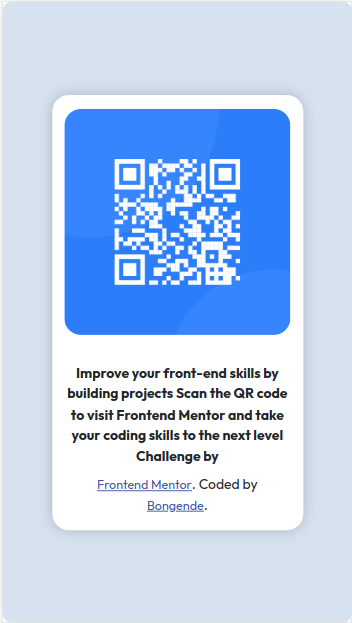 Improve your front-end skills by
building projects Scan the QR code
to visit Frontend Mentor and take
your coding skills to the next level
Challenge by
Frontend Mentor. Coded by
Bongende.